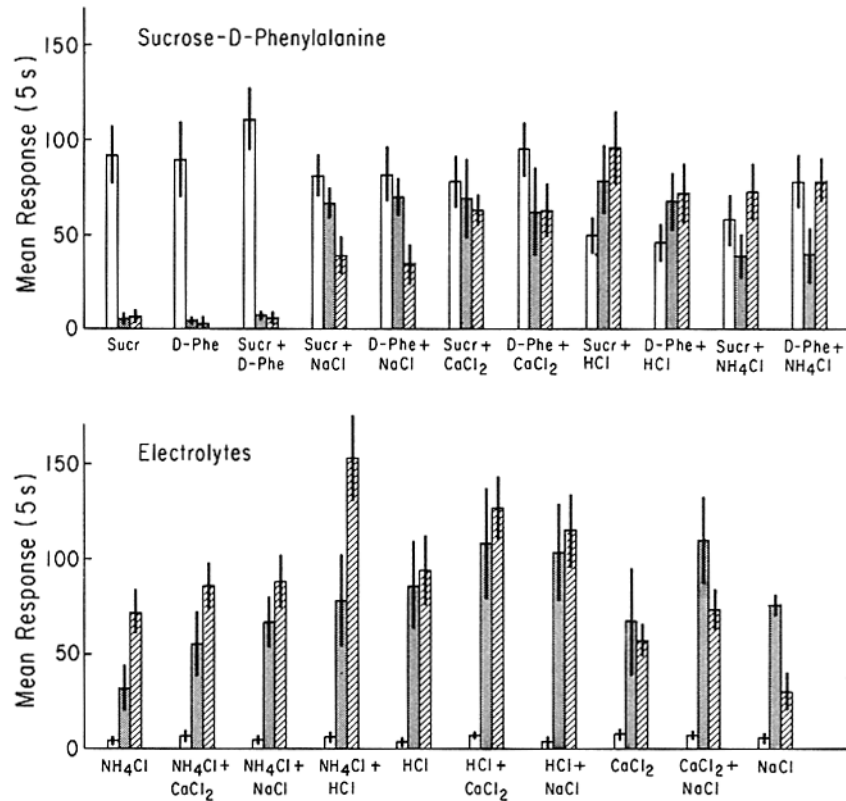 Sucrose-D-Phenylalanine
Mean Response (5s)
150
100
50
0
Sucr D-Phe Sucr + Sucr + D-Phe + Sucr + D-Phe + Sucr + D-Phe + Sucr + D-Phe +
D-Phe NaCl NaCl CaCl2 CaCl2 HCl HCl NH4Cl NH4Cl
Electrolytes
Mean Response (5s)
150
100
50
0
NH4Cl NH4Cl + NH4Cl + NH4Cl + HCl HCl + HCl + CaCl2 CaCl2 + NaCl
CaCl2 NaCl HCl CaCl2 NaCl NaCl